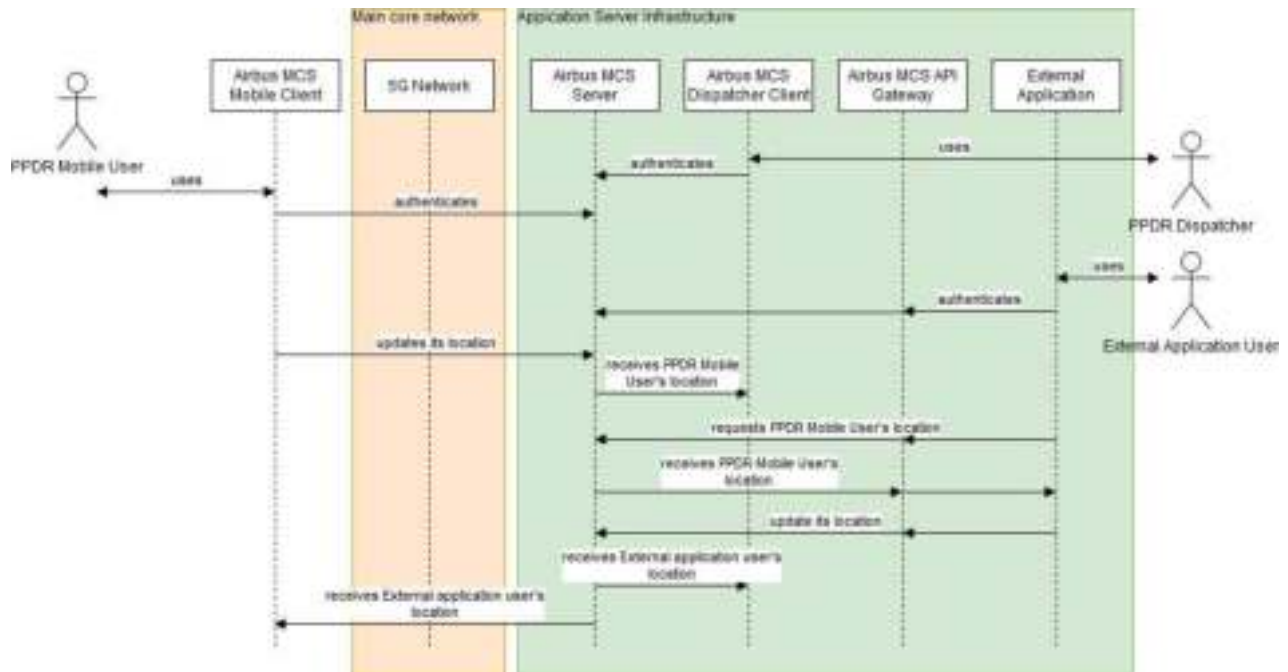 Main core network
Appication Server Infrastructure
Airbus MCS
Mobile Client
5G Network
Airbus MCS
Server
Airbus MCS
Dispatcher Client
Airbus MCS API
Gateway
External
Application
PPDR Mobile User
uses
authenticates
uses
authenticates
PPDR Dispatcher
uses
authenticates
External Application User
updates its location
receives PPDR Mobile
User's location
requests PPDR Mobile User's location
receives PPDR Mobile User's
location
update its location
receives External application user's
location
receives External application user's
location